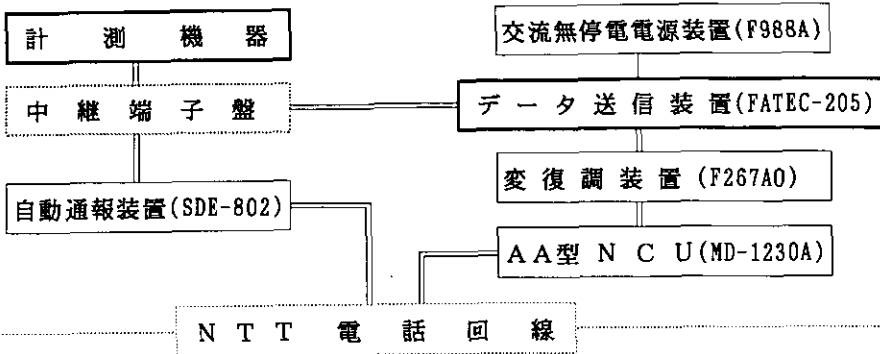 計測機器
交流無停電電源装置(F988A)
中継端子盤
データ送信装置(FATEC-205)
変復調装置(F267AO)
自動通報装置(SDE-802)
AA型NCU(MD-1230A)
NTT電話回線